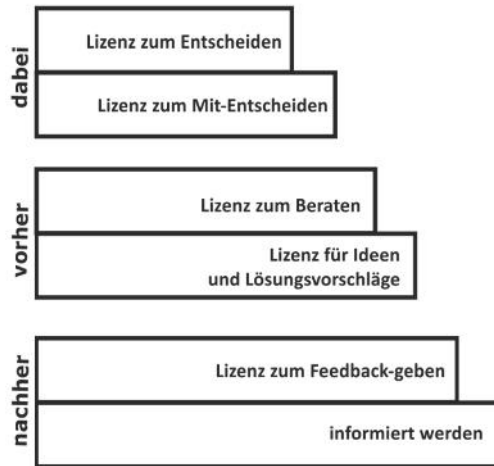 dabei
Lizenz zum Entscheiden
Lizenz zum Mit-Entscheiden
vorher
Lizenz zum Beraten
Lizenz für Ideen
und Lösungsvorschläge
nachher
Lizenz zum Feedback-geben
informiert werden